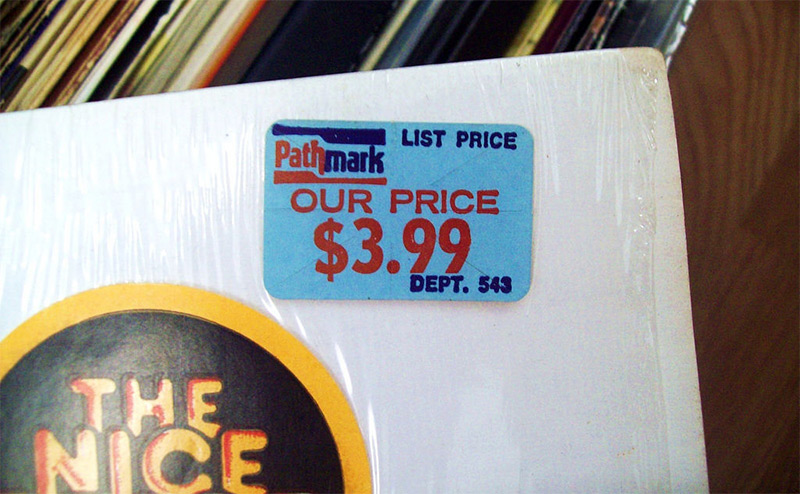 Pathmark
LIST PRICE
OUR PRICE
$3.99
DEPT. 543
THE
NICE